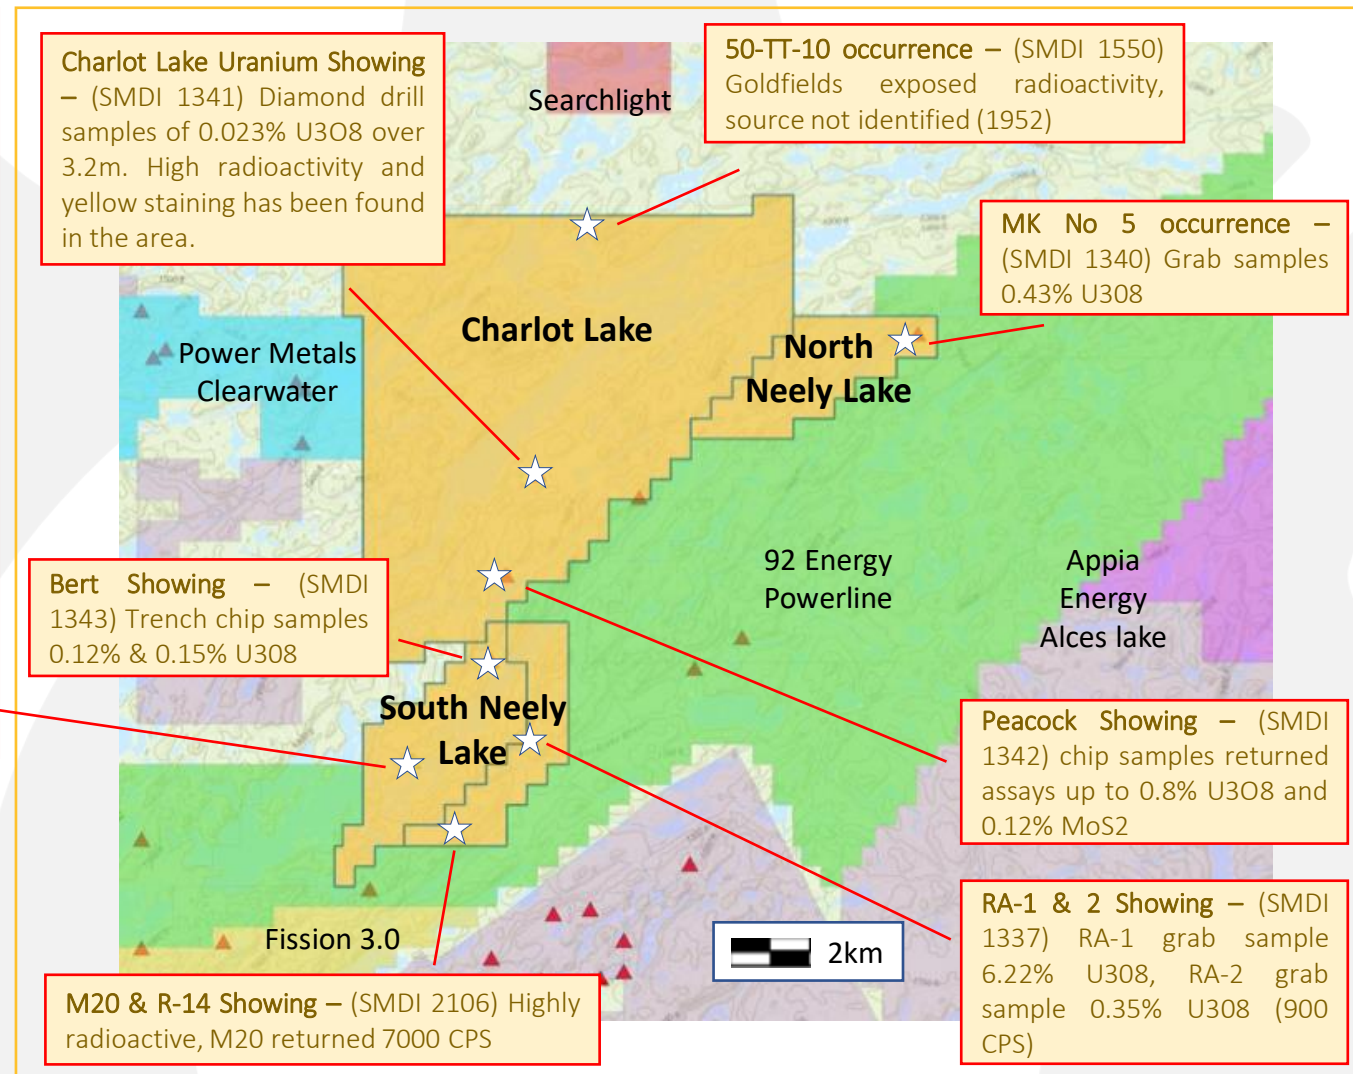 Charlot Lake Uranium Showing
– (SMDI 1341) Diamond drill
samples of 0.023% U3O8 over
3.2m. High radioactivity and
yellow staining has been found
in the area.
Searchlight
50-TT-10 occurrence – (SMDI 1550)
Goldfields exposed radioactivity,
source not identified (1952)
MK No 5 occurrence –
(SMDI 1340) Grab samples
0.43% U308
Charlot Lake
North
Neely Lake
Power Metals
Clearwater
92 Energy
Powerline
Appia
Energy
Alces lake
Bert Showing – (SMDI
1343) Trench chip samples
0.12% & 0.15% U308
South Neely
Lake
Peacock Showing – (SMDI
1342) chip samples returned
assays up to 0.8% U3O8 and
0.12% MoS2
RA-1 & 2 Showing – (SMDI
1337) RA-1 grab sample
6.22% U308, RA-2 grab
sample 0.35% U308 (900
CPS)
Fission 3.0
2km
M20 & R-14 Showing – (SMDI 2106) Highly
radioactive, M20 returned 7000 CPS